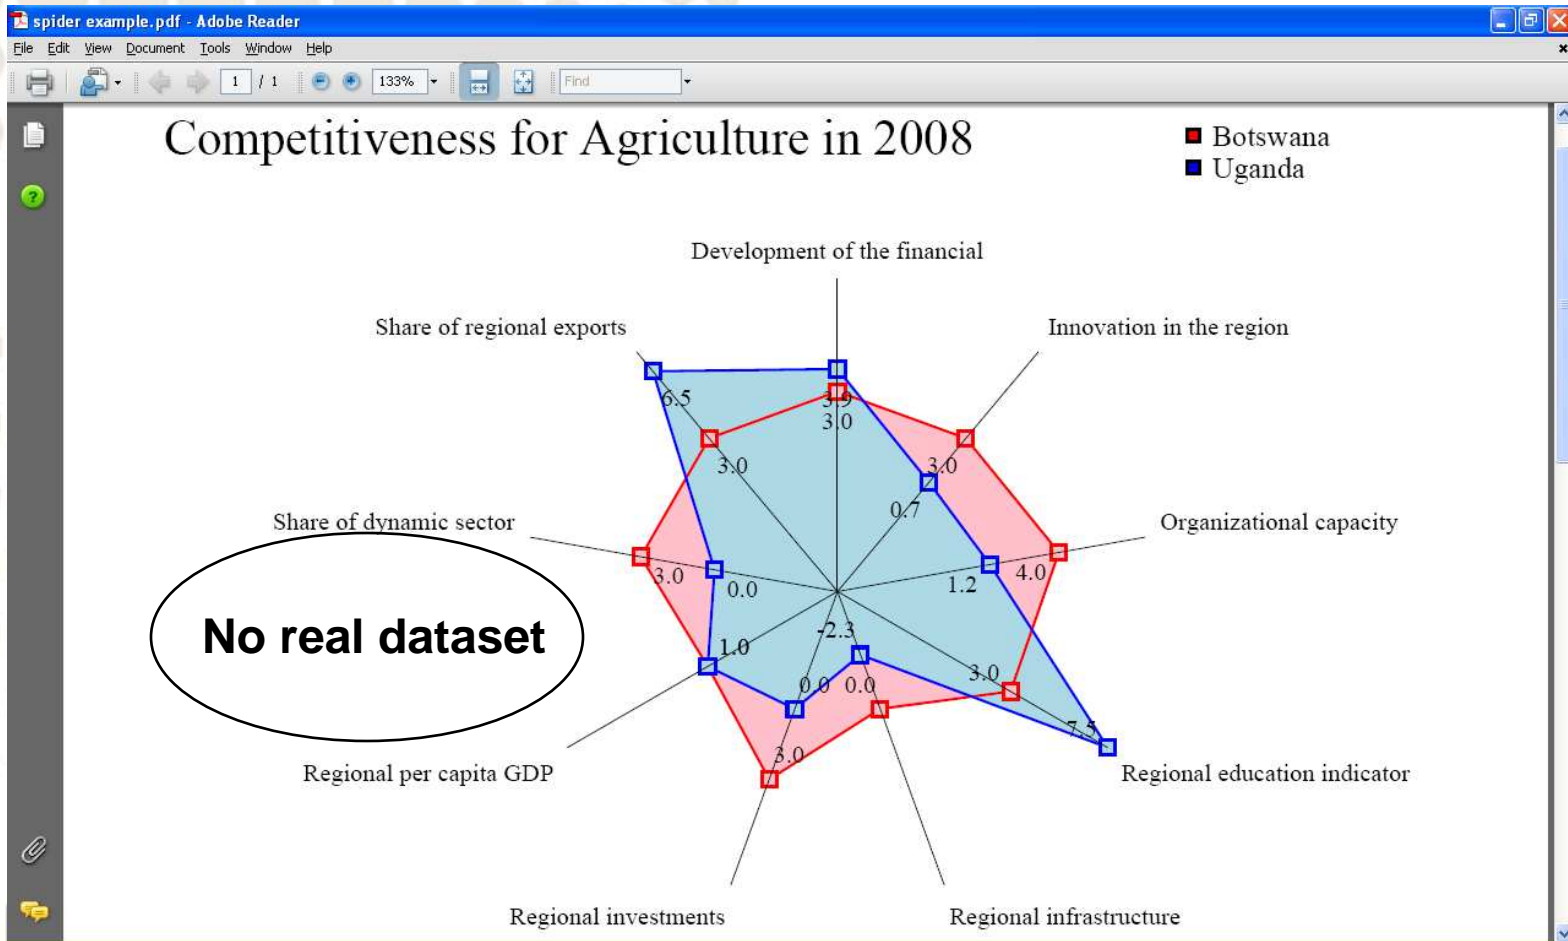 spider example.pdf - Adobe Reader
File Edit View Document Tools Window Help
1 / 1 133% Find
Competitiveness for Agriculture in 2008
Botswana
Uganda
Development of the financial
Share of regional exports
Innovation in the region
6.5
3.9
3.0
3.0
3.0
0.7
Share of dynamic sector
Organizational capacity
3.0
0.0
1.2
4.0
No real dataset
-2.3
1.0
3.0
0.0
0.0
7.5
3.0
Regional per capita GDP
Regional education indicator
Regional investments
Regional infrastructure